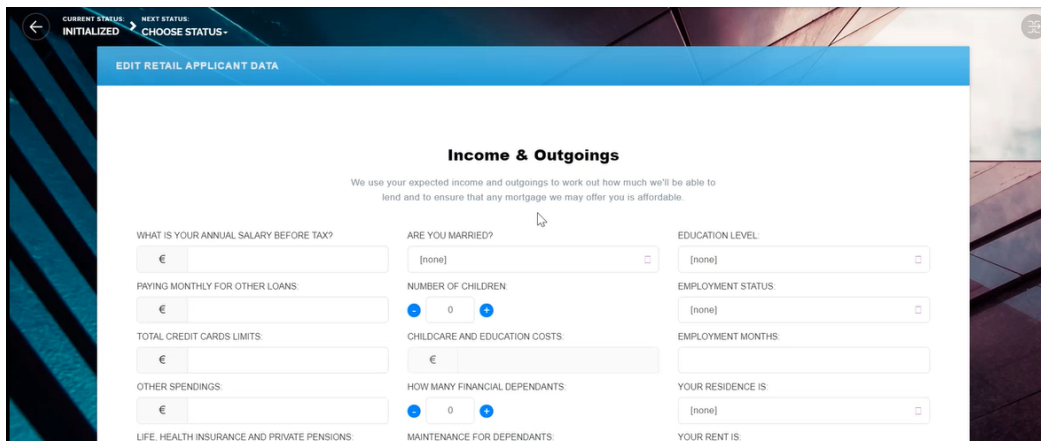 CURRENT STATUS:
INITIALIZED
NEXT STATUS:
CHOOSE STATUS
EDIT RETAIL APPLICANT DATA
Income & Outgoings
We use your expected income and outgoings to work out how much we'll be able to
lend and to ensure that any mortgage we may offer you is affordable.
WHAT IS YOUR ANNUAL SALARY BEFORE TAX?
€
ARE YOU MARRIED?
[none]
EDUCATION LEVEL:
[none]
PAYING MONTHLY FOR OTHER LOANS:
€
NUMBER OF CHILDREN:
- 0 +
EMPLOYMENT STATUS:
[none]
TOTAL CREDIT CARDS LIMITS:
€
CHILDCARE AND EDUCATION COSTS:
€
EMPLOYMENT MONTHS:
OTHER SPENDINGS:
€
HOW MANY FINANCIAL DEPENDANTS:
- 0 +
YOUR RESIDENCE IS:
[none]
LIFE, HEALTH INSURANCE AND PRIVATE PENSIONS:
MAINTENANCE FOR DEPENDANTS:
YOUR RENT IS: